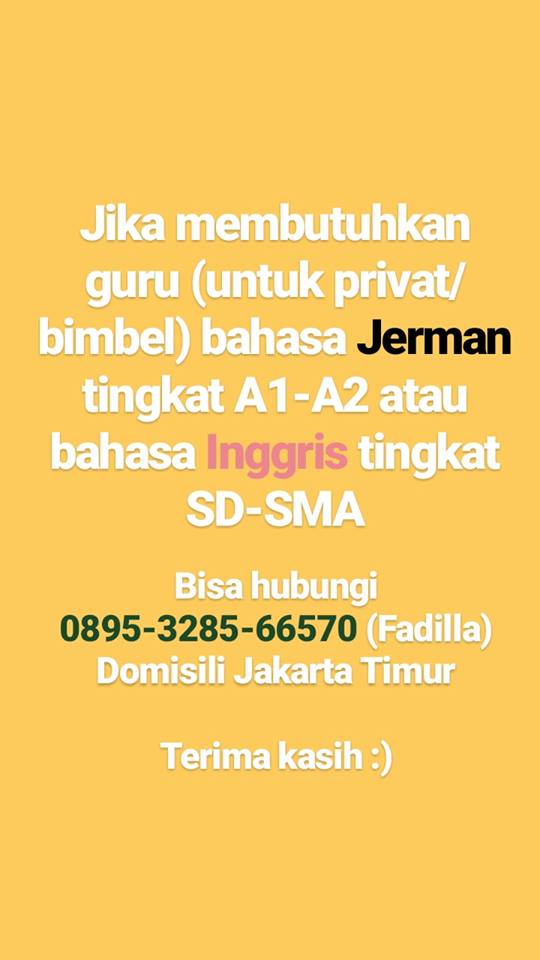 Jika membutuhkan
guru (untuk privat/
bimbel) bahasa Jerman
tingkat A1-A2 atau
bahasa Inggris tingkat
SD-SMA
Bisa hubungi
0895-3285-66570 (Fadilla)
Domisili Jakarta Timur
Terima kasih :)